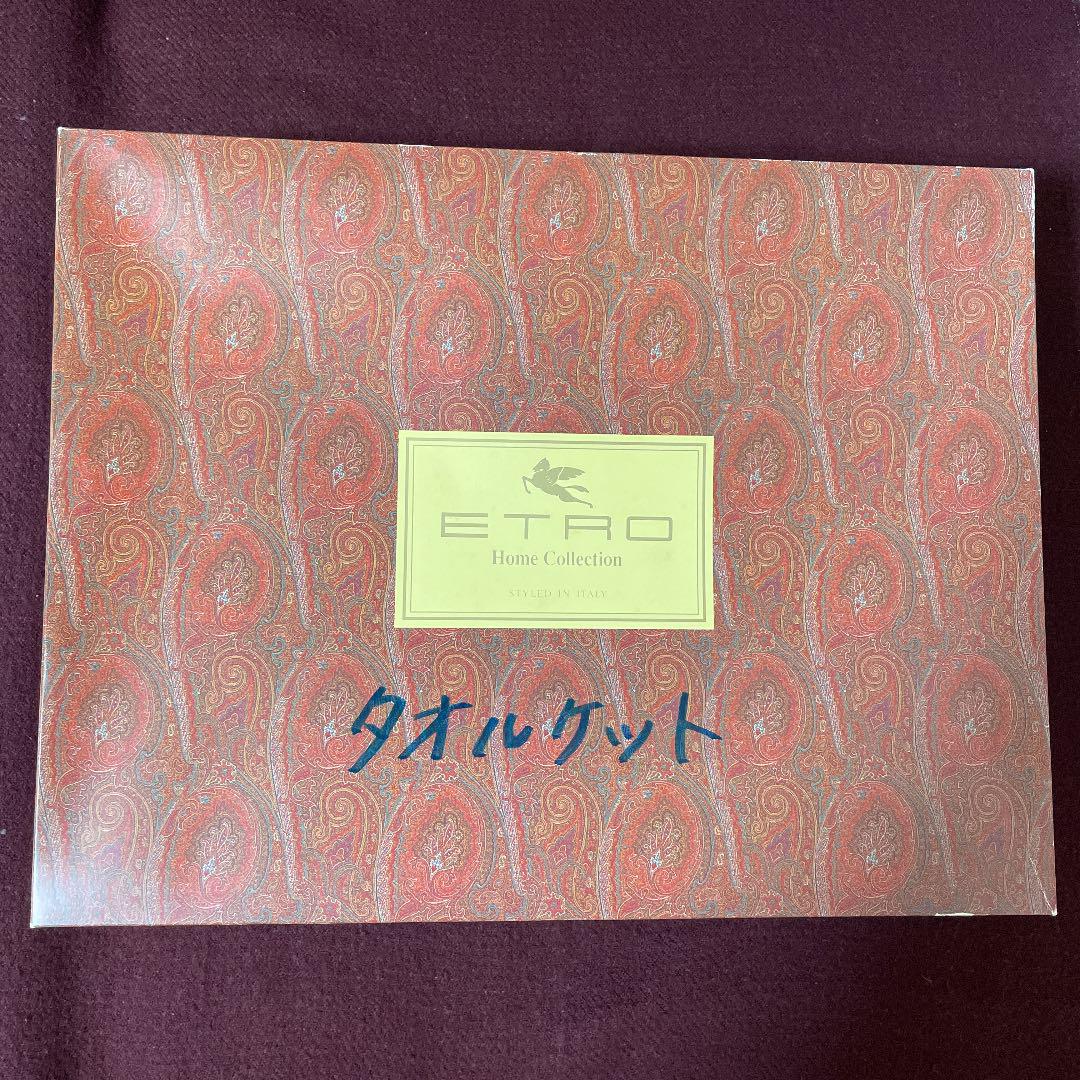 ETRO
Home Collection
STYLED IN ITALY
タオルケット